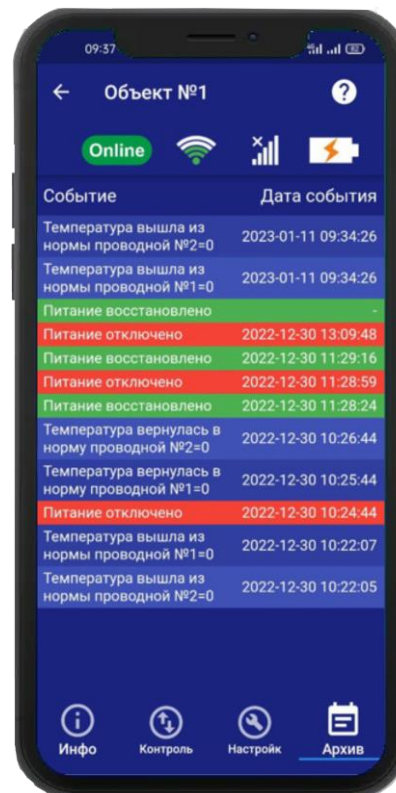 09:37
82
Объект №1
?
Online
Событие Дата события
Температура вышла из
нормы проводной №2=0 2023-01-11 09:34:26
Температура вышла из
нормы проводной №1=0 2023-01-11 09:34:26
Питание восстановлено -
Питание отключено 2022-12-30 13:09:48
Питание восстановлено 2022-12-30 11:29:16
Питание отключено 2022-12-30 11:28:59
Питание восстановлено 2022-12-30 11:28:24
Температура вернулась в
норму проводной №2=0 2022-12-30 10:26:44
Температура вернулась в
норму проводной №1=0 2022-12-30 10:25:44
Питание отключено 2022-12-30 10:24:44
Температура вышла из
нормы проводной №1=0 2022-12-30 10:22:07
Температура вышла из
нормы проводной №2=0 2022-12-30 10:22:05
Инфо Контроль Настройк Архив